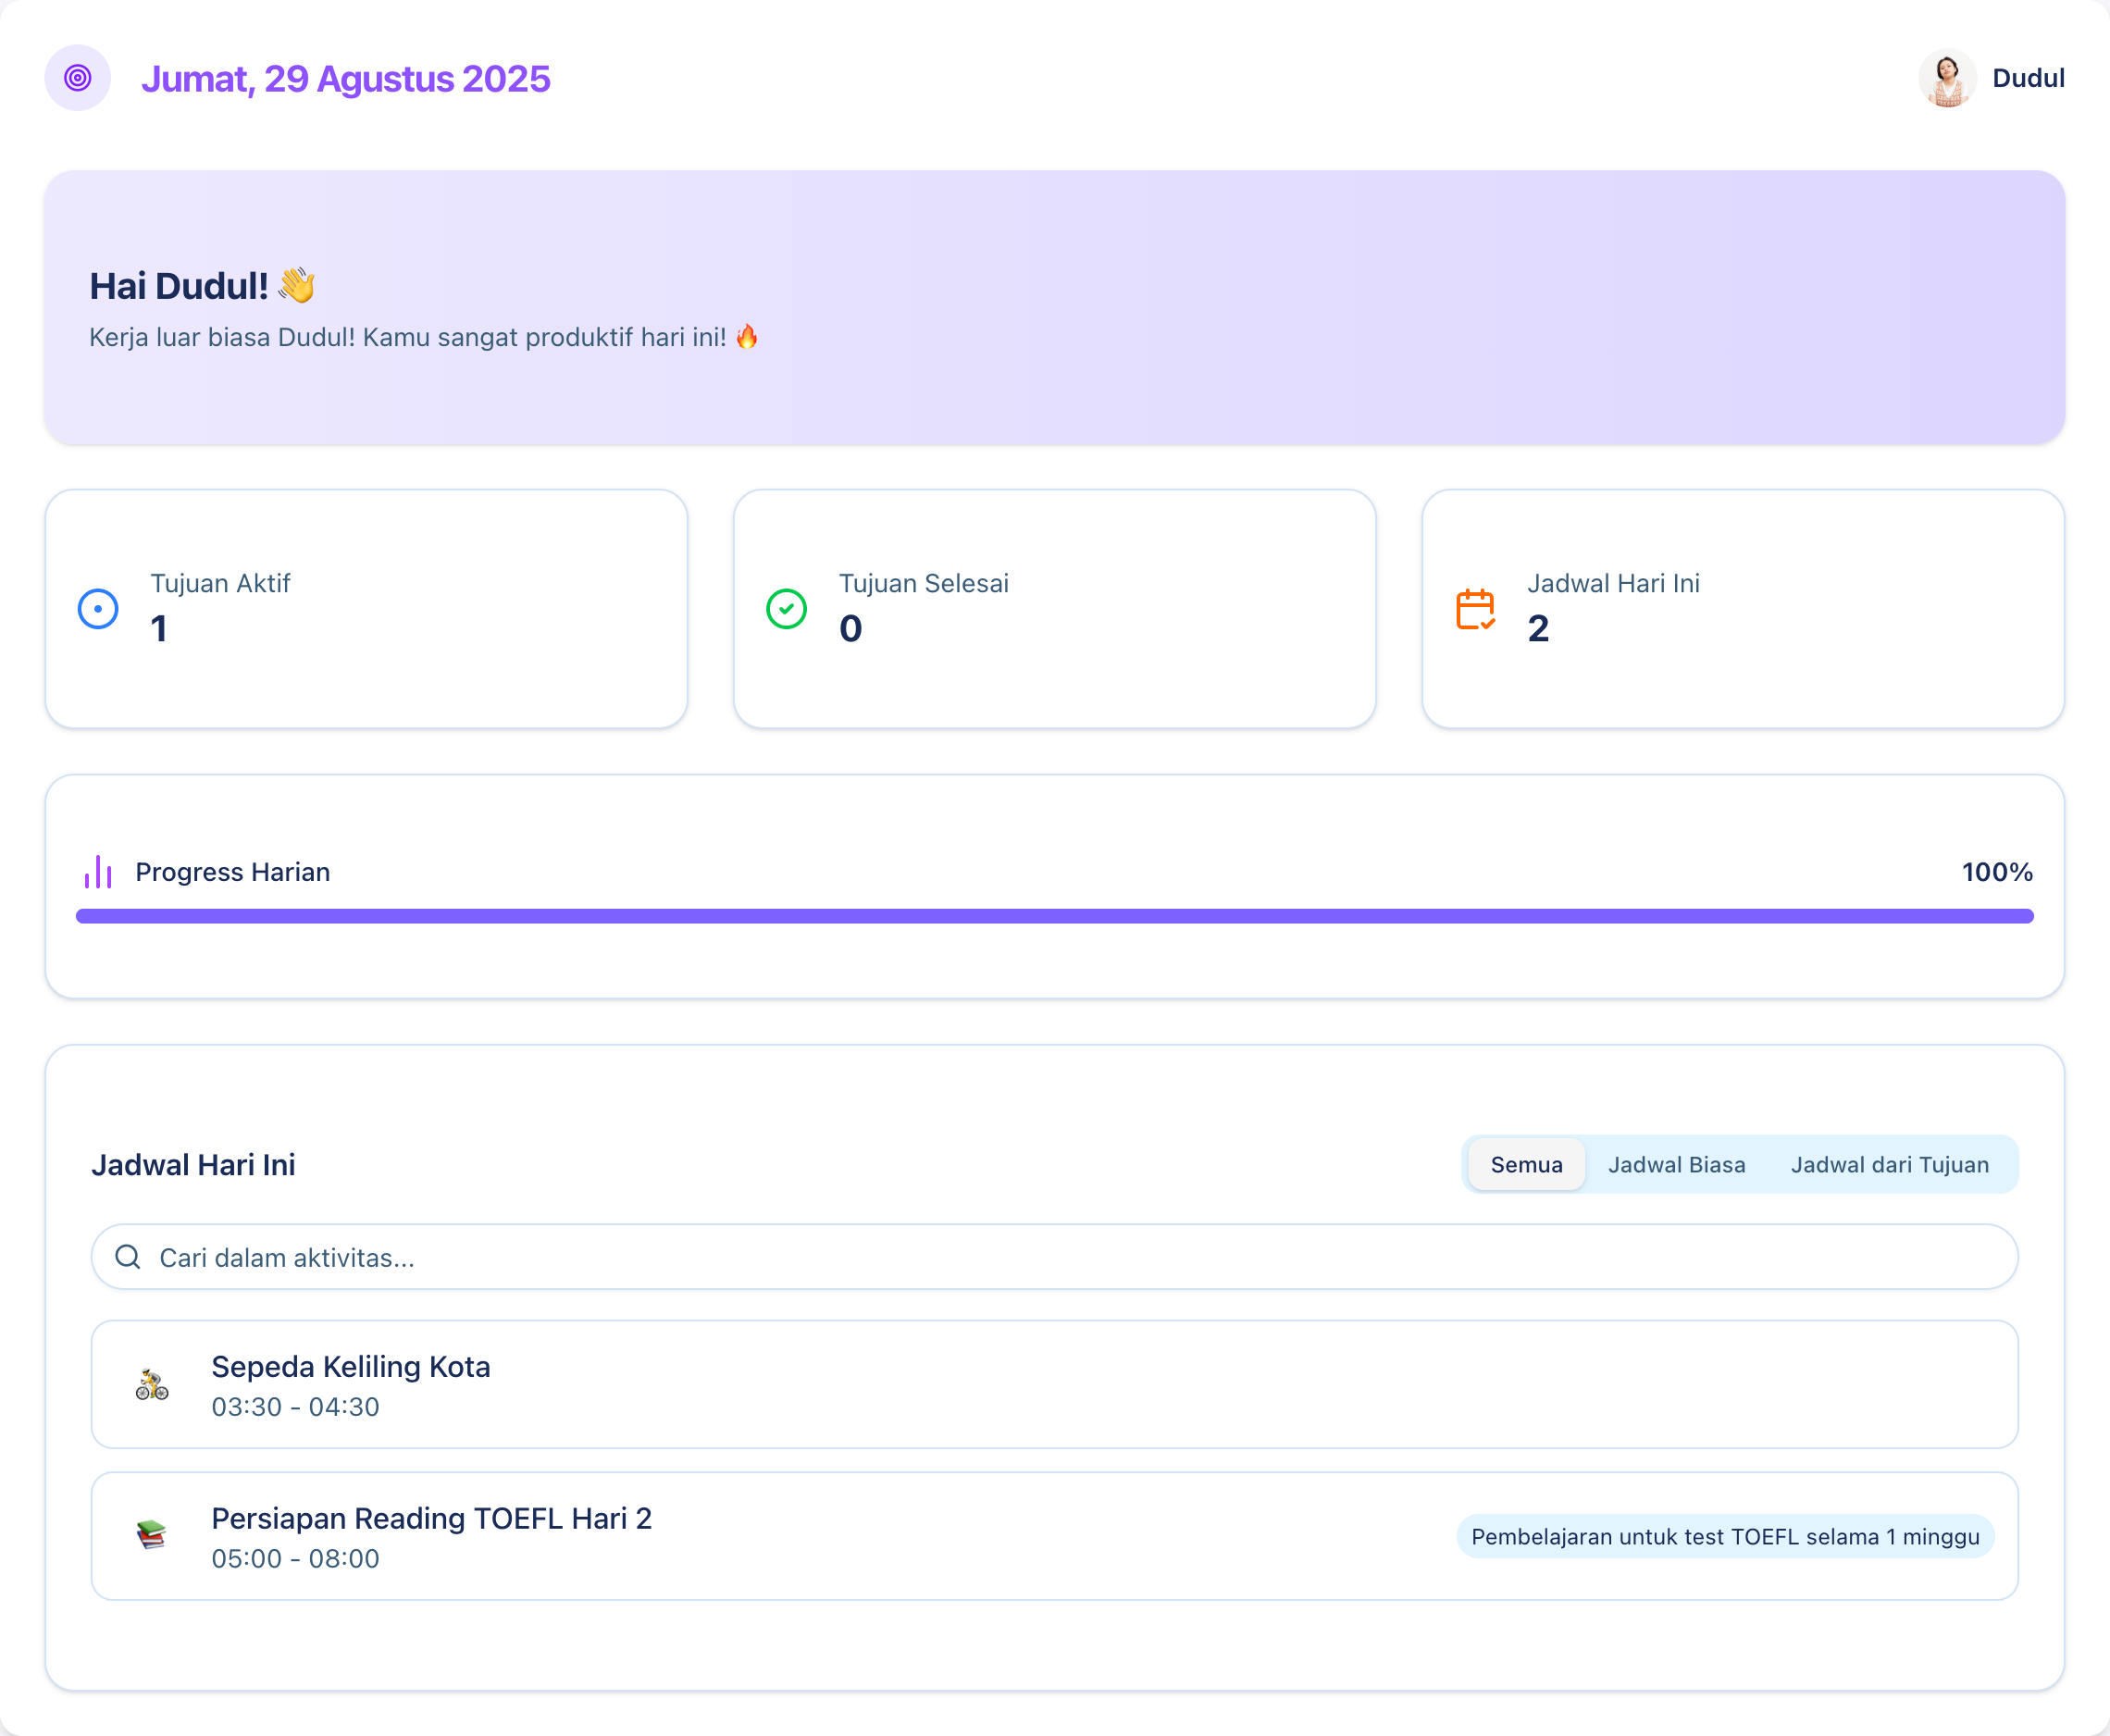 Jumat, 29 Agustus 2025
Dudul
Hai Dudul! 👋
Kerja luar biasa Dudul! Kamu sangat produktif hari ini! 🔥
Tujuan Aktif
1
Tujuan Selesai
0
Jadwal Hari Ini
2
Progress Harian
100%
Jadwal Hari Ini
Semua
Jadwal Biasa
Jadwal dari Tujuan
Cari dalam aktivitas...
Sepeda Keliling Kota
03:30 - 04:30
Persiapan Reading TOEFL Hari 2
05:00 - 08:00
Pembelajaran untuk test TOEFL selama 1 minggu